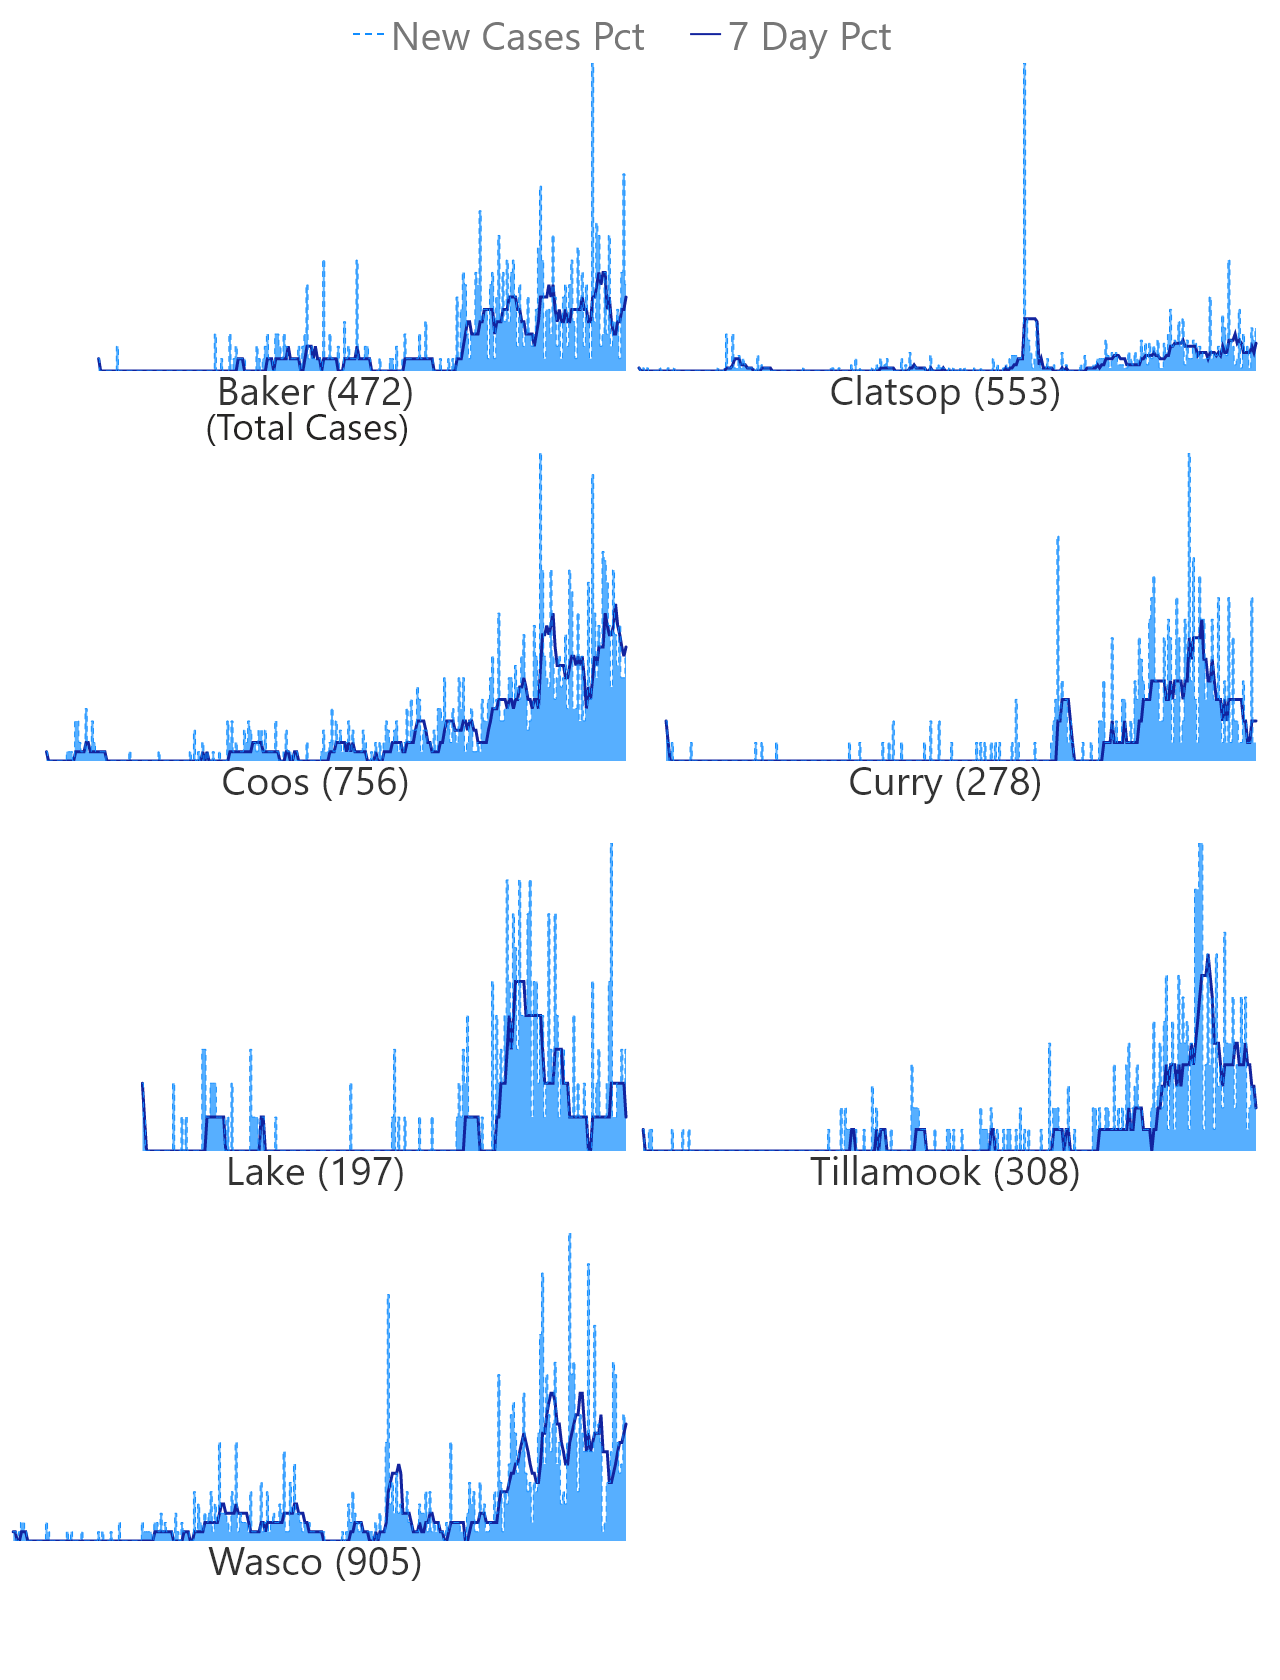 New Cases Pct 7 Day Pct
Baker (472) Clatsop (553)
(Total Cases)
Coos (756) Curry (278)
Lake (197) Tillamook (308)
Wasco (905)